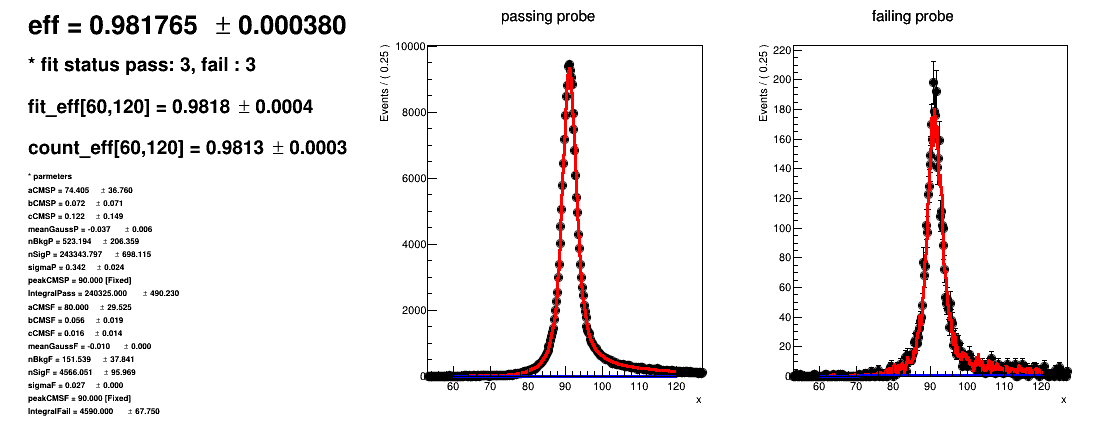 eff = 0.981765 ± 0.000380
* fit status pass: 3, fail : 3
fit_eff[60,120] = 0.9818 ± 0.0004
count_eff[60,120] = 0.9813 ± 0.0003
* parmeters
aCMSP = 74.405 ± 36.760
bCMSP = 0.072 ± 0.071
cCMSP = 0.122 ± 0.149
meanGaussP = -0.037 ± 0.006
nBkgP = 523.194 ± 206.359
nSigP = 243343.797 ± 698.115
sigmaP = 0.342 ± 0.024
peakCMSP = 90.000 [Fixed]
IntegralPass = 240325.000 ± 490.230
aCMSF = 80.000 ± 29.525
bCMSF = 0.056 ± 0.019
cCMSF = 0.016 ± 0.014
meanGaussF = -0.010 ± 0.000
nBkgF = 151.539 ± 37.841
nSigF = 4566.051 ± 95.969
sigmaF = 0.027 ± 0.000
peakCMSF = 90.000 [Fixed]
IntegralFail = 4590.000 ± 67.750
passing probe
Events / ( 0.25 )
10000
8000
6000
4000
2000
0
60 70 80 90 100 110 120
x
failing probe
Events / ( 0.25 )
220
200
180
160
140
120
100
80
60
40
20
0
60 70 80 90 100 110 120
x